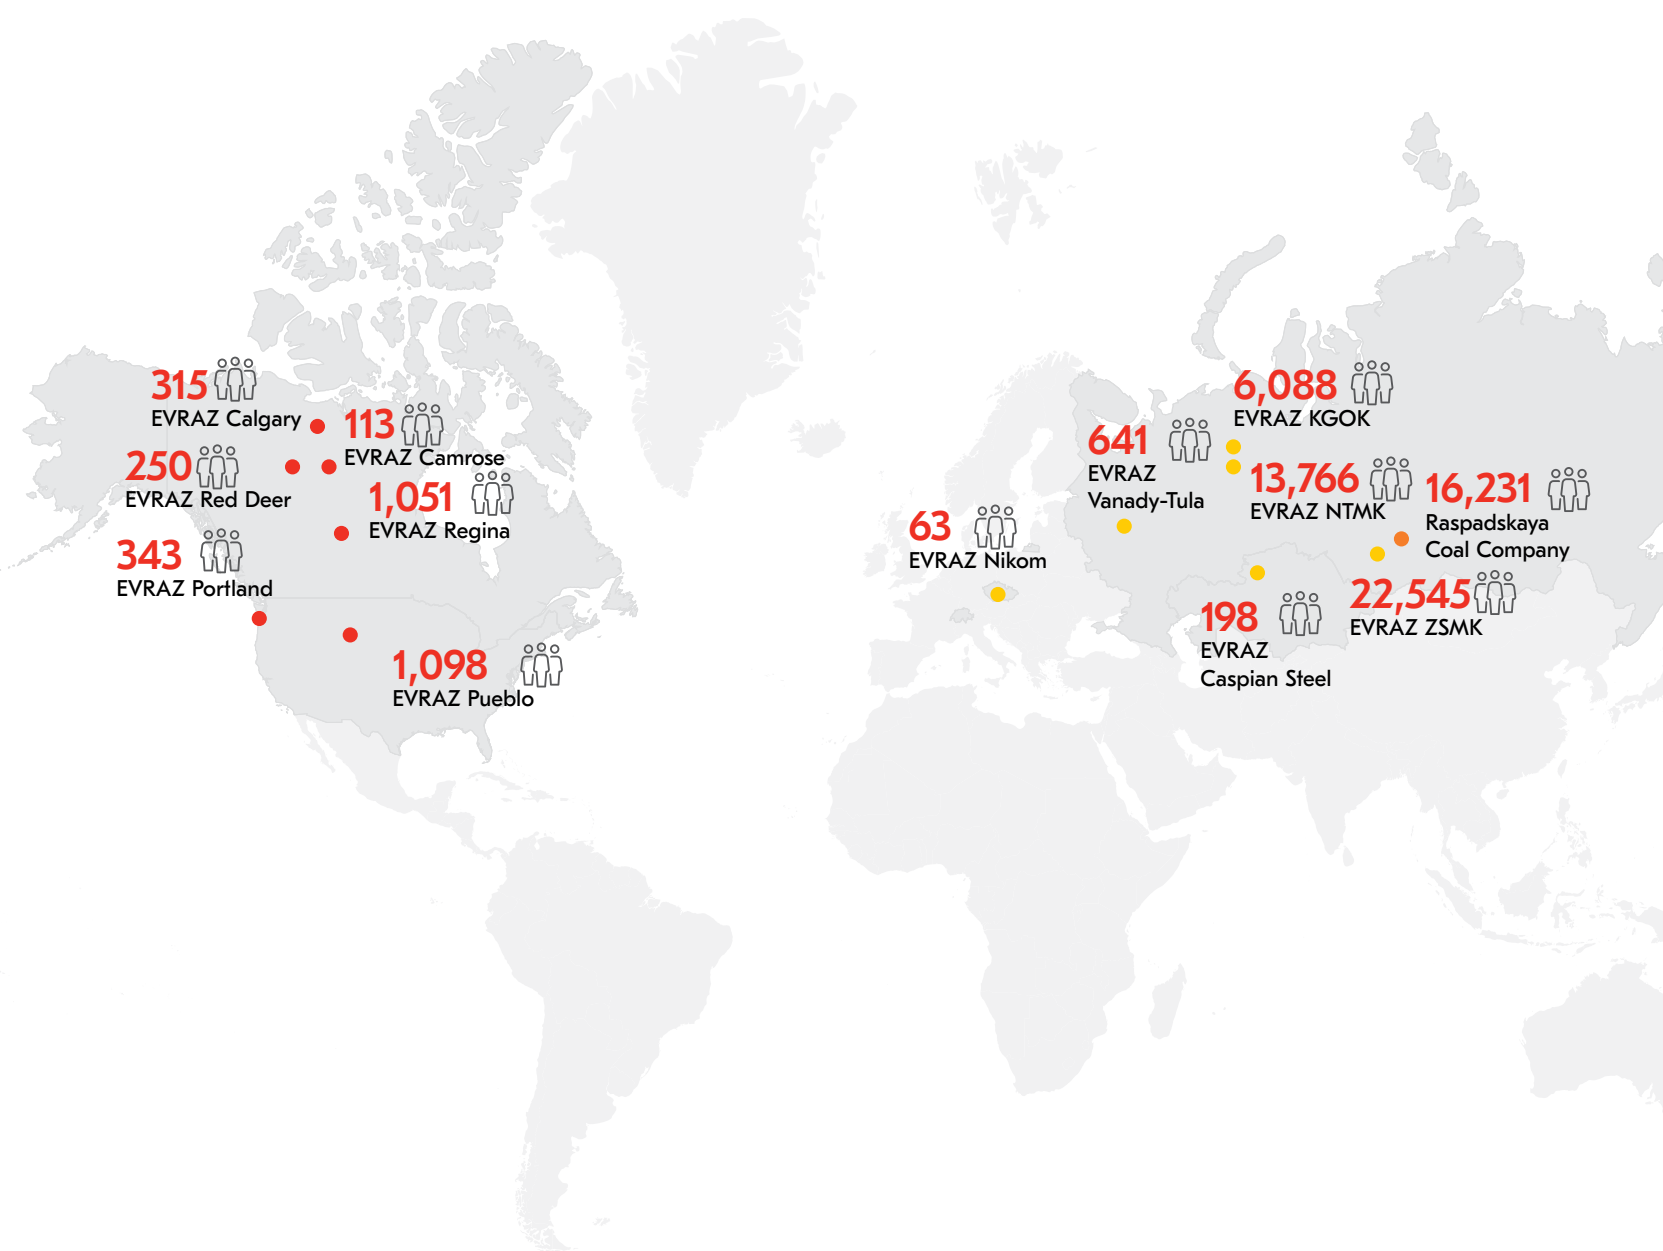 315
EVRAZ Calgary
113
EVRAZ Camrose
250
EVRAZ Red Deer
1,051
EVRAZ Regina
343
EVRAZ Portland
1,098
EVRAZ Pueblo
63
EVRAZ Nikom
641
EVRAZ
Vanady-Tula
6,088
EVRAZ KGOK
13,766
EVRAZ NTMK
16,231
Raspadskaya
Coal Company
22,545
EVRAZ ZSMK
198
EVRAZ
Caspian Steel